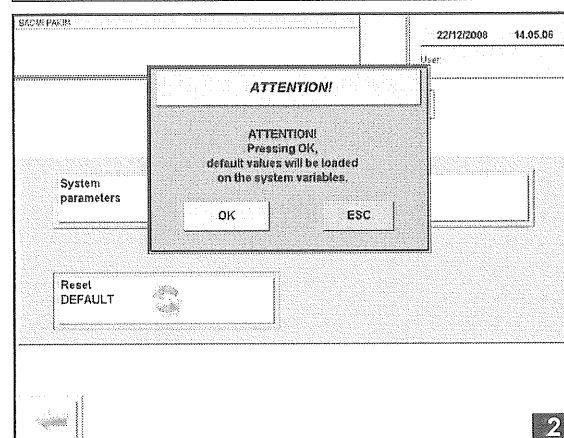 SACMI PAKIM
22/12/2008 14.05.06
User:
ATTENTION!
ATTENTION!
Pressing OK,
default values will be loaded
on the system variables.
OK ESC
System
parameters
Reset
DEFAULT
2